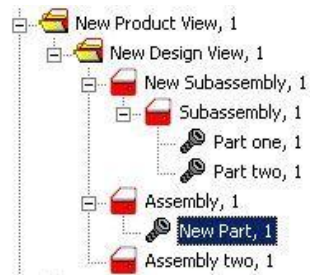 New Product View, 1
New Design View, 1
New Subassembly, 1
Subassembly, 1
Part one, 1
Part two, 1
Assembly, 1
New Part, 1
Assembly two, 1